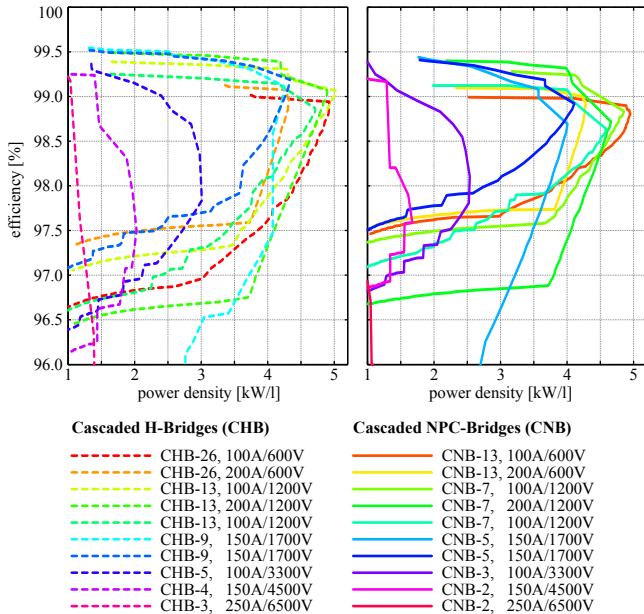 100
99.5
99.0
98.5
98.0
97.5
97.0
96.5
96.0
efficiency [%]
1 2 3 4 5
power density [kW/l]
1 2 3 4 5
power density [kW/l]
Cascaded H-Bridges (CHB)
CHB-26, 100A/600V
CHB-26, 200A/600V
CHB-13, 100A/1200V
CHB-13, 200A/1200V
CHB-13, 100A/1200V
CHB-9, 150A/1700V
CHB-9, 150A/1700V
CHB-5, 100A/3300V
CHB-4, 150A/4500V
CHB-3, 250A/6500V
Cascaded NPC-Bridges (CNB)
CNB-13, 100A/600V
CNB-13, 200A/600V
CNB-7, 100A/1200V
CNB-7, 200A/1200V
CNB-7, 100A/1200V
CNB-5, 150A/1700V
CNB-5, 150A/1700V
CNB-3, 100A/3300V
CNB-2, 150A/4500V
CNB-2, 250A/6500V